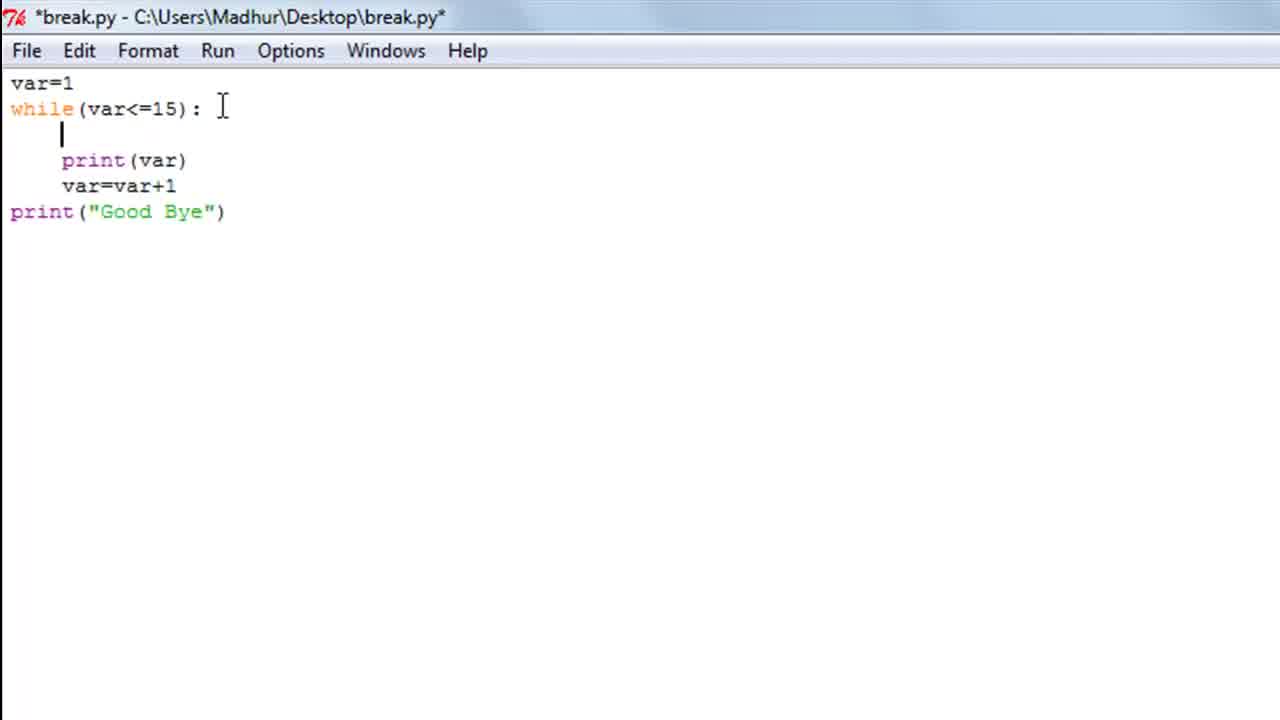 *break.py - C:\Users\Madhur\Desktop\break.py*
File Edit Format Run Options Windows Help
var=1
while(var<=15):
    print(var)
    var=var+1
print("Good Bye")